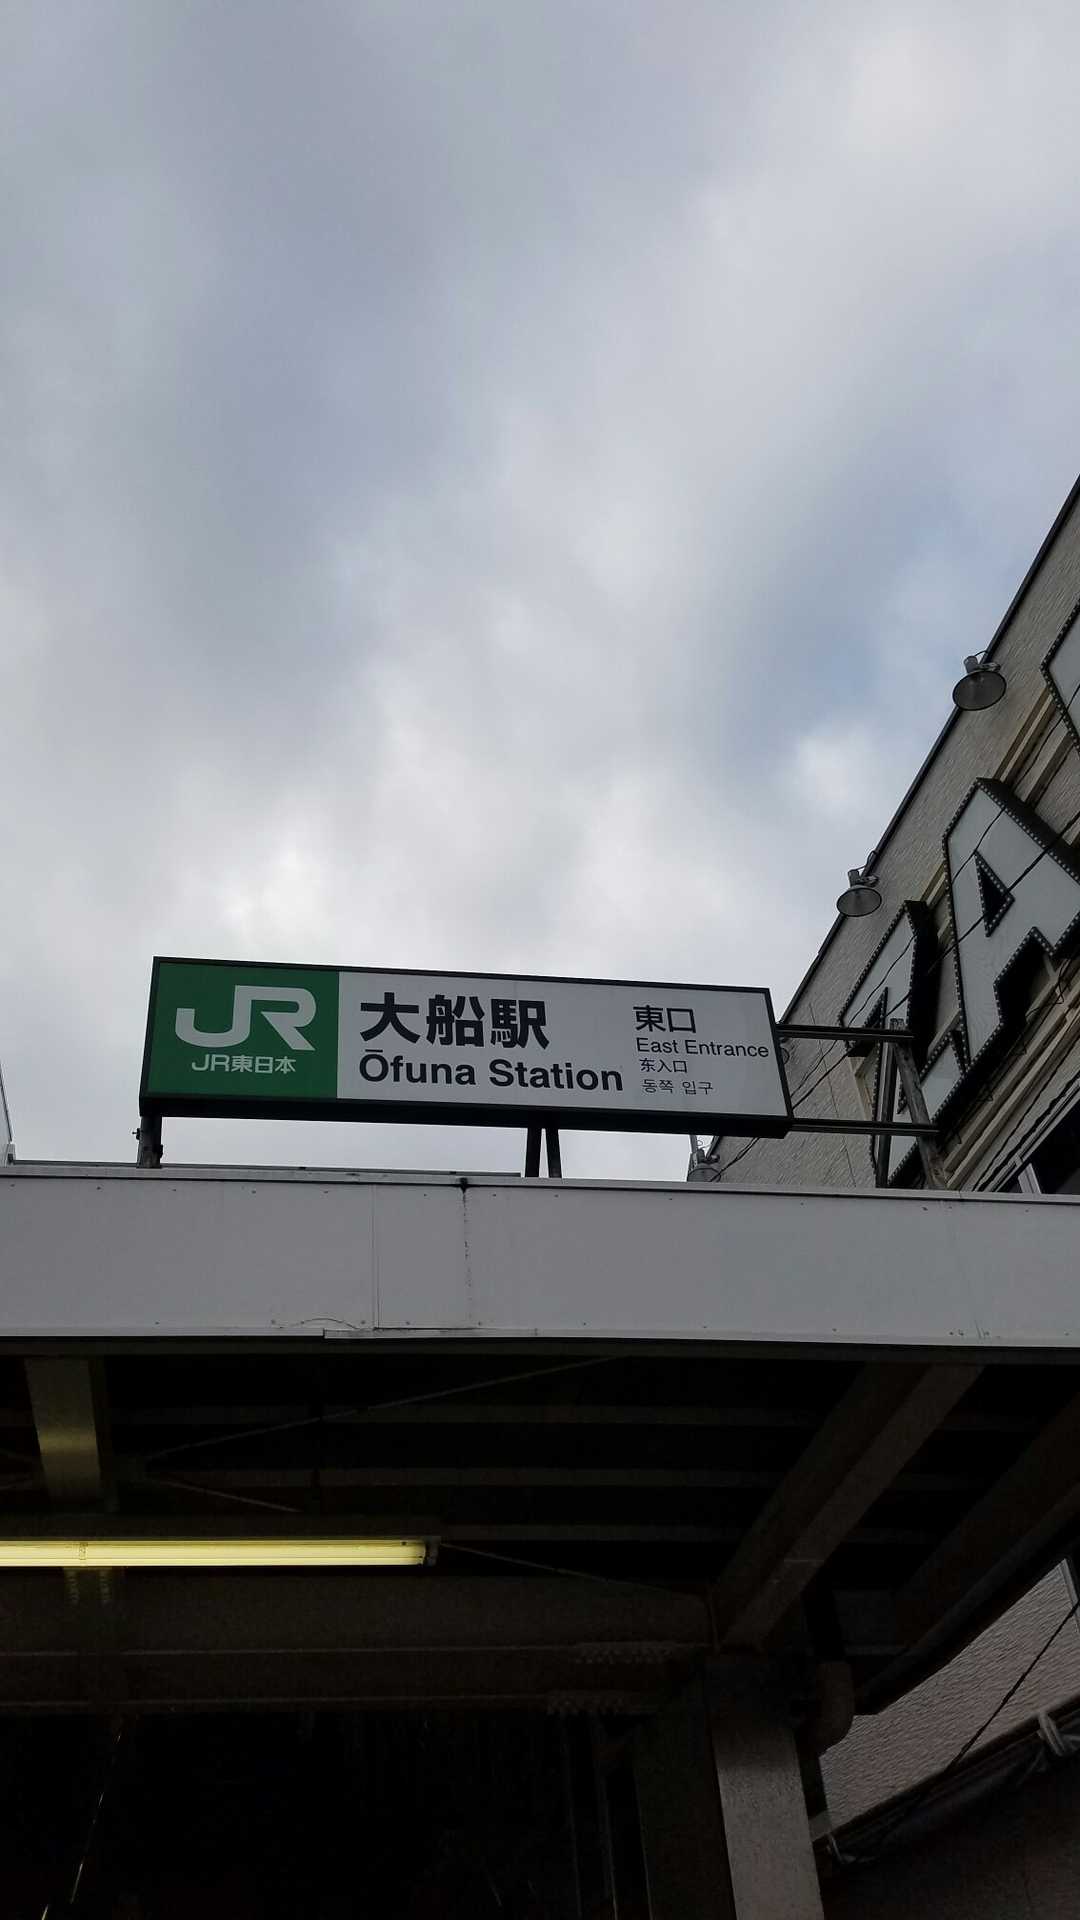 JR
JR東日本
大船駅
Ōfuna Station
東口
East Entrance
东入口
동쪽 입구